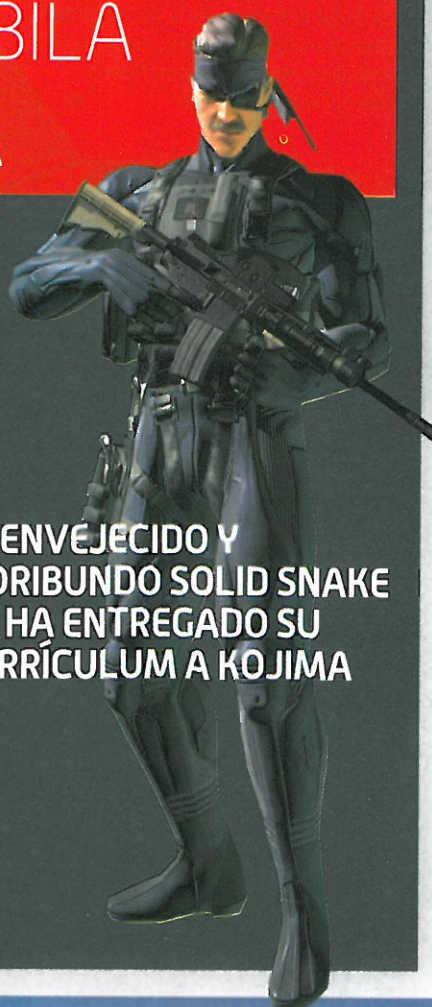 BILA
ENVEJECIDO Y
ORIBUNDO SOLID SNAKE
HA ENTREGADO SU
RRÍCULUM A KOJIMA